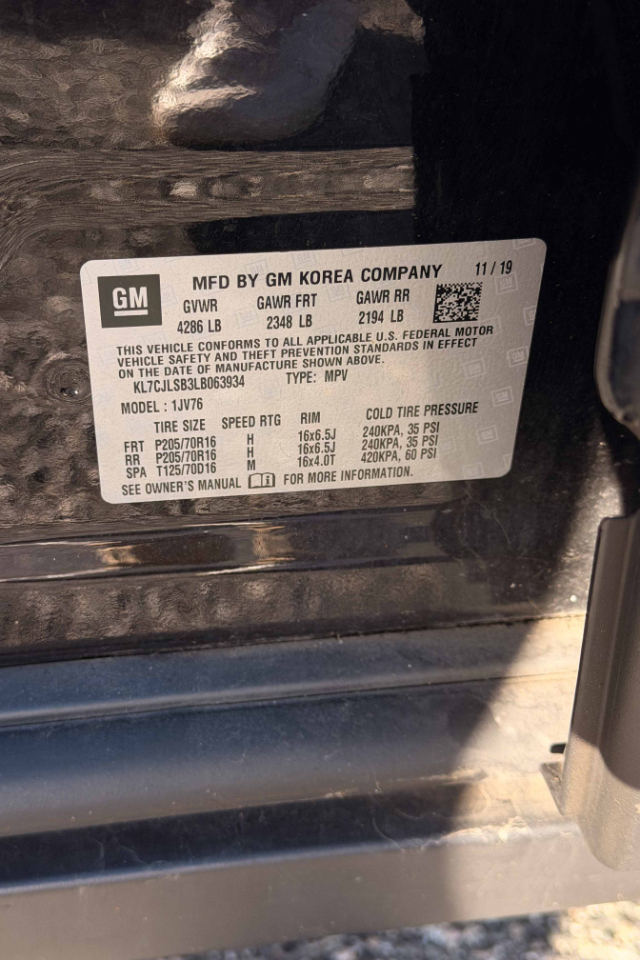 GM
MFD BY GM KOREA COMPANY 11 / 19
GVWR GAWR FRT GAWR RR
4286 LB 2348 LB 2194 LB
THIS VEHICLE CONFORMS TO ALL APPLICABLE U.S. FEDERAL MOTOR
VEHICLE SAFETY AND THEFT PREVENTION STANDARDS IN EFFECT
ON THE DATE OF MANUFACTURE SHOWN ABOVE.
KL7CJLSB3LB063934 TYPE: MPV
MODEL : 1JV76
TIRE SIZE SPEED RTG RIM COLD TIRE PRESSURE
FRT P205/70R16 H 16x6.5J 240KPA, 35 PSI
RR P205/70R16 H 16x6.5J 240KPA, 35 PSI
SPA T125/70D16 M 16x4.0T 420KPA, 60 PSI
SEE OWNER'S MANUAL FOR MORE INFORMATION.